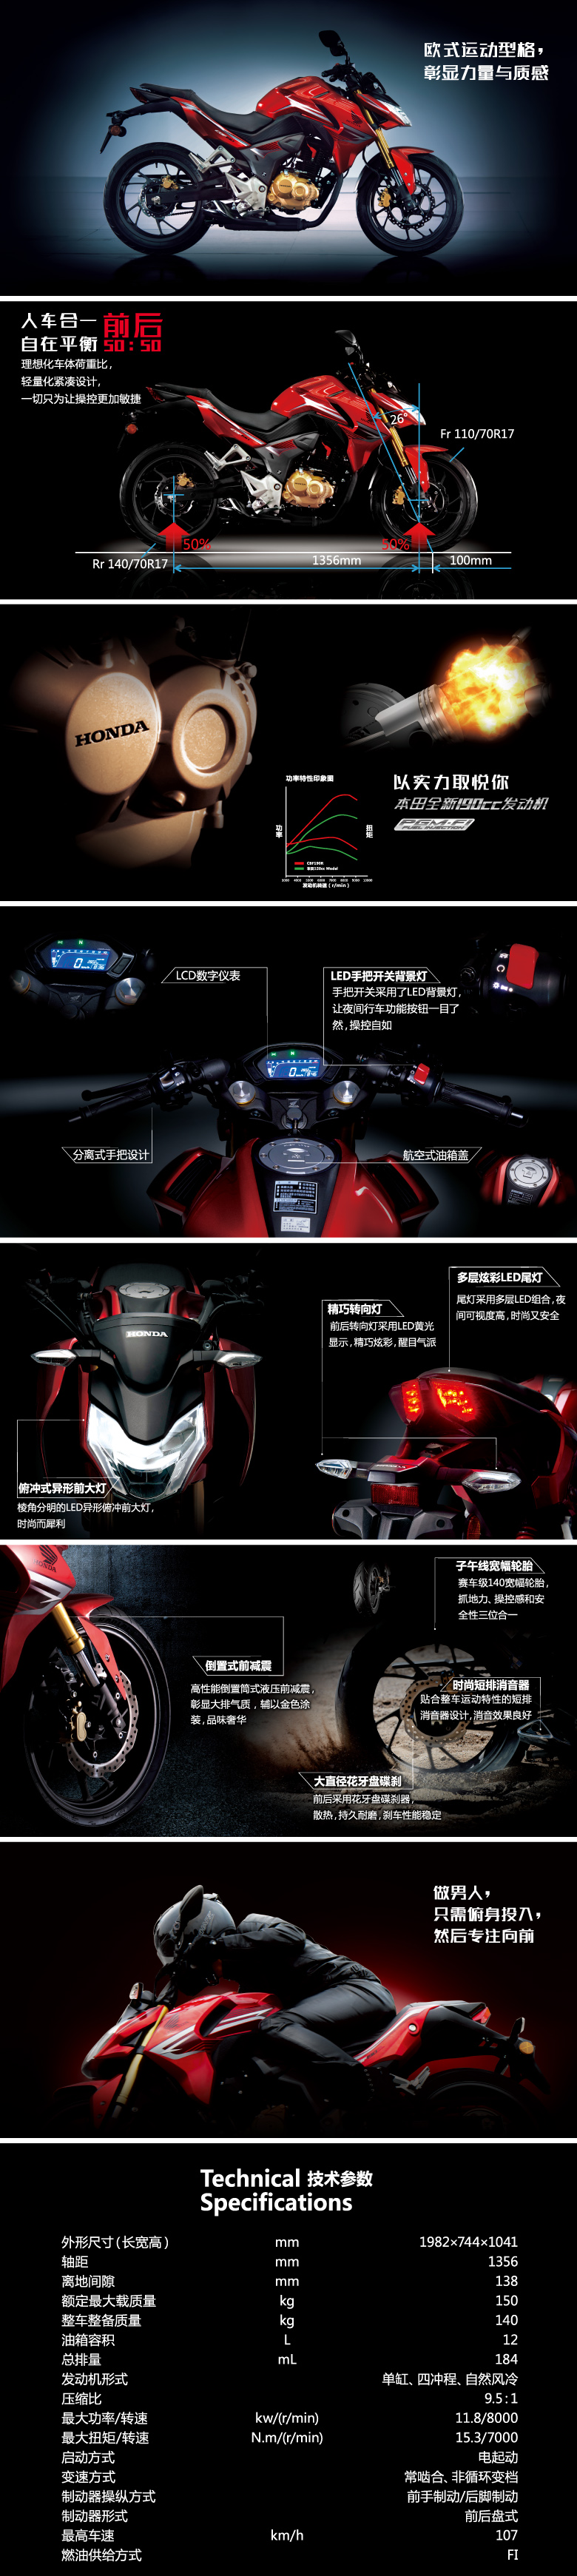 欧式运动型格，
彰显力量与质感
人车合一 前后
自在平衡 50:50
理想化车体荷重比，
轻量化紧凑设计，
一切只为让操控更加敏捷
26°
Fr 110/70R17
50%
50%
Rr 140/70R17
1356mm
100mm
HONDA
以实力取悦你
本田全新190cc发动机
PGM-FI
FUEL INJECTION
功率特性印象图
功率
扭矩
CBF190R
发动机转速（r/min）
LCD数字仪表
LED手把开关背景灯
手把开关采用了LED背景灯，
让夜间行车功能按钮一目了
然，操控自如
分离式手把设计
航空式油箱盖
HONDA
多层炫彩LED尾灯
尾灯采用多层LED组合，夜
间可视度高，时尚又安全
精巧转向灯
前后转向灯采用LED黄光
显示，精巧炫彩，醒目气派
俯冲式异形前大灯
棱角分明的LED异形俯冲前大灯，
时尚而犀利
子午线宽幅轮胎
赛车级140宽幅轮胎，
抓地力、操控感和安
全性三位合一
倒置式前减震
高性能倒置筒式液压前减震，
彰显大排气质，辅以金色涂
装，品味奢华
时尚短排消音器
贴合整车运动特性的短排
消音器设计，消音效果良好
大直径花牙盘碟刹
前后采用花牙盘碟刹器，
散热，持久耐磨，刹车性能稳定
做男人，
只需俯身投入，
然后专注向前
Technical 技术参数
Specifications
外形尺寸（长宽高） mm 1982×744×1041
轴距 mm 1356
离地间隙 mm 138
额定最大载质量 kg 150
整车整备质量 kg 140
油箱容积 L 12
总排量 mL 184
发动机形式 单缸、四冲程、自然风冷
压缩比 9.5:1
最大功率/转速 kw/(r/min) 11.8/8000
最大扭矩/转速 N.m/(r/min) 15.3/7000
启动方式 电起动
变速方式 常啮合、非循环变档
制动器操纵方式 前手制动/后脚制动
制动器形式 前后盘式
最高车速 km/h 107
燃油供给方式 FI